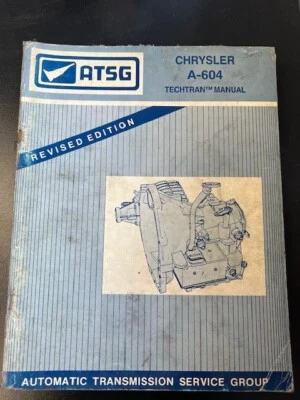 ATSG
CHRYSLER
A-604
TECHTRAN™ MANUAL
REVISED EDITION
AUTOMATIC TRANSMISSION SERVICE GROUP